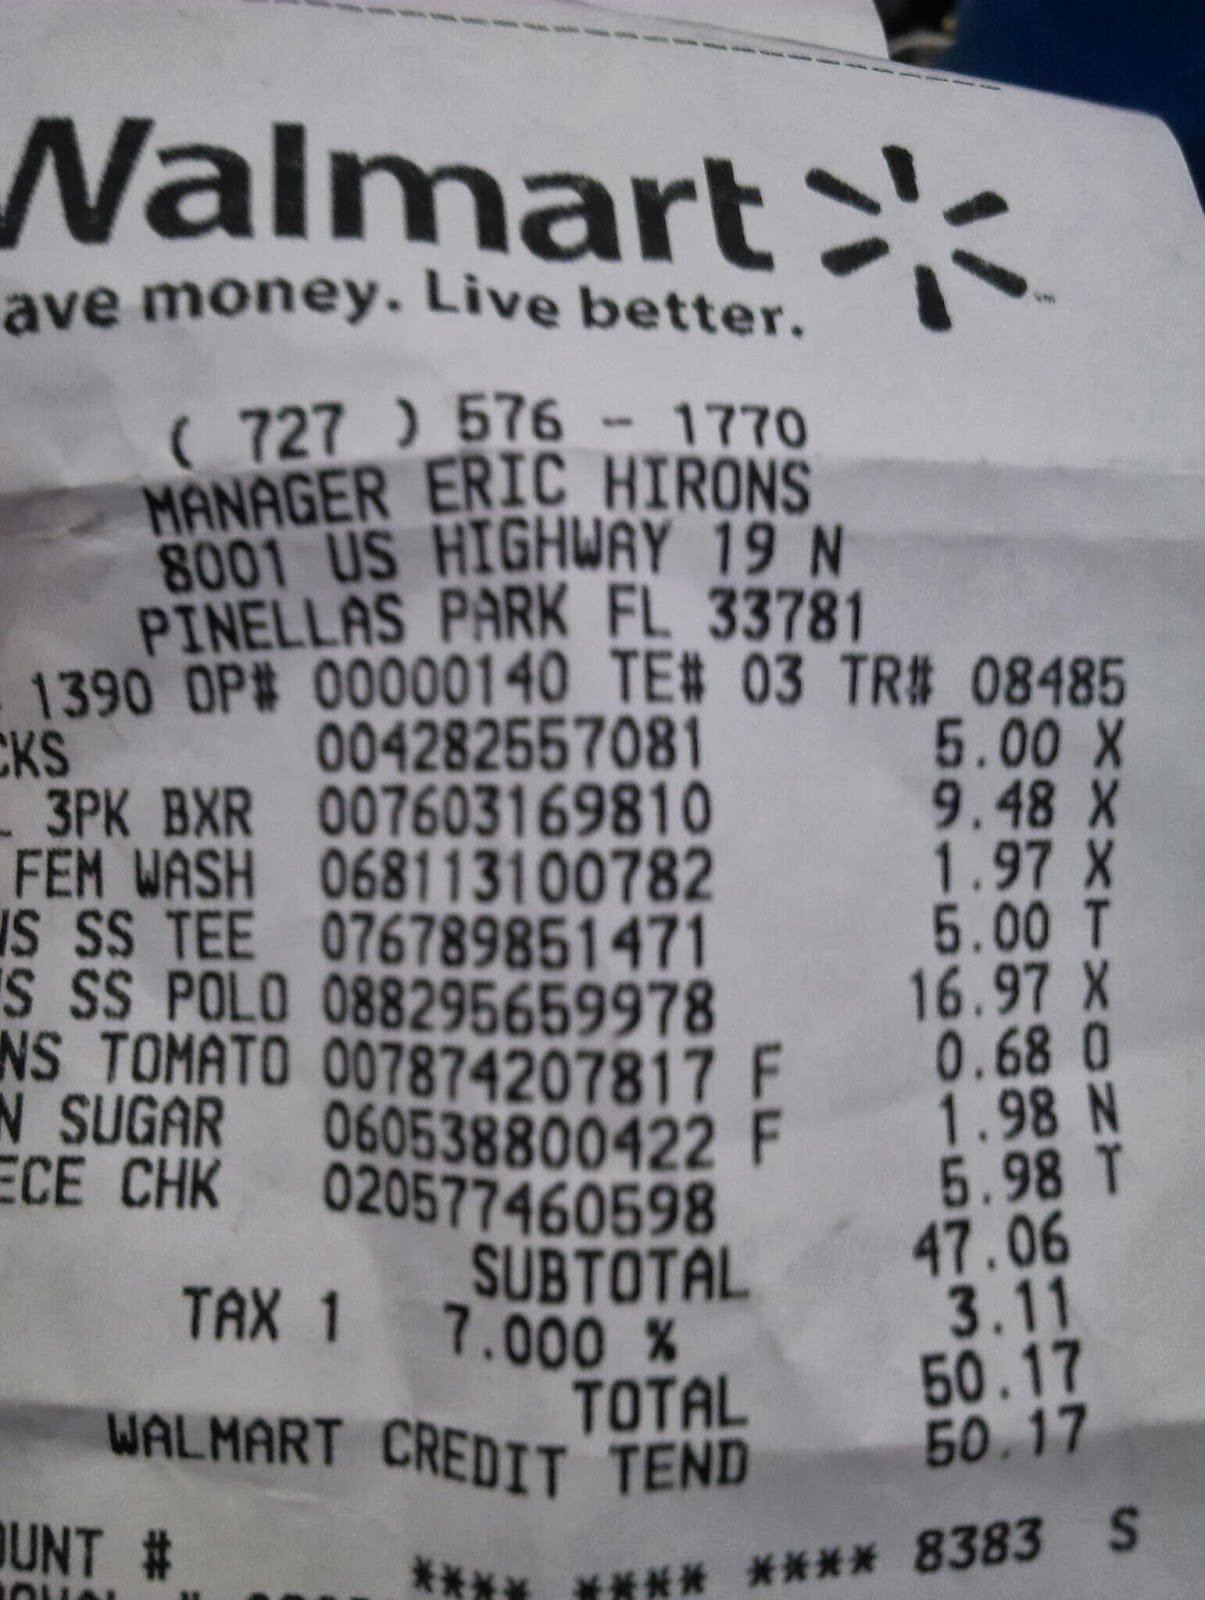 Walmart
ave money. Live better.
( 727 ) 576 - 1770
MANAGER ERIC HIRONS
8001 US HIGHWAY 19 N
PINELLAS PARK FL 33781
1390 OP# 00000140 TE# 03 TR# 08485
CKS 004282557081 5.00 X
3PK BXR 007603169810 9.48 X
FEM WASH 068113100782 1.97 X
NS SS TEE 076789851471 5.00 T
NS SS POLO 088295659978 16.97 X
NS TOMATO 007874207817 F 0.68 O
N SUGAR 060538800422 F 1.98 N
ECE CHK 020577460598 5.98 T
SUBTOTAL 47.06
TAX 1 7.000 % 3.11
TOTAL 50.17
WALMART CREDIT TEND 50.17
OUNT # **** **** **** 8383 S